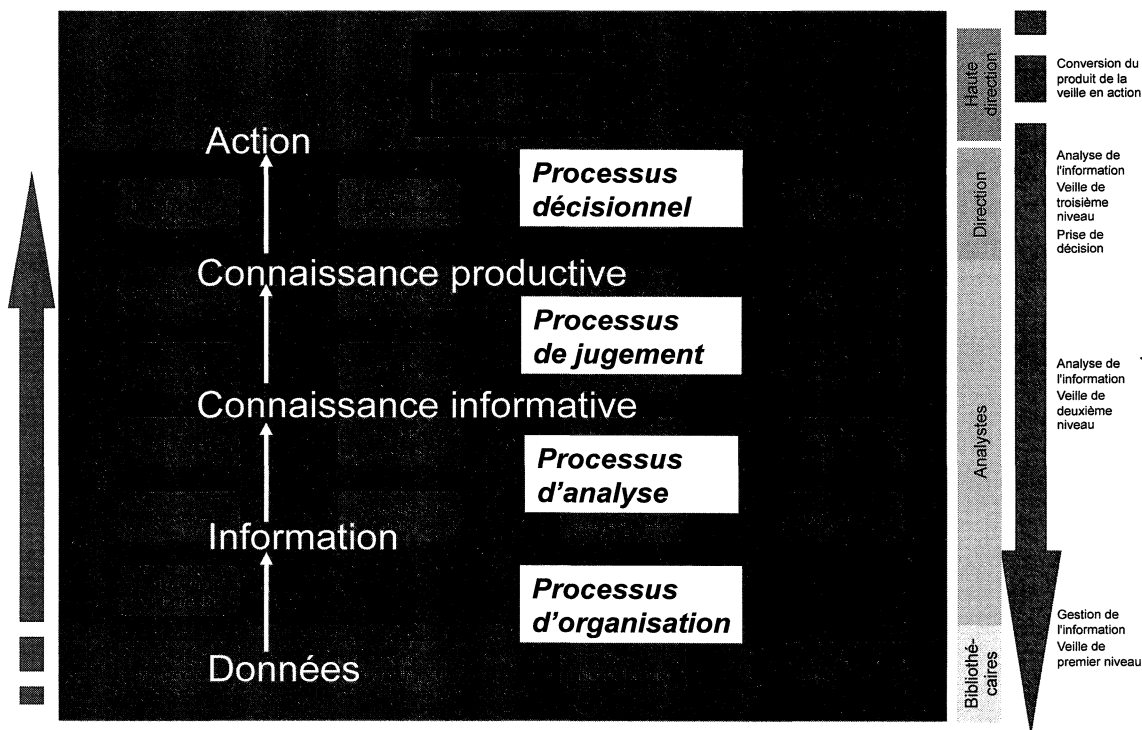 Action
Processus
décisionnel
Connaissance productive
Processus
de jugement
Connaissance informative
Processus
d'analyse
Information
Processus
d'organisation
Données
Haute
direction
Direction
Analystes
Bibliothé-
caires
Conversion du
produit de la
veille en action
Analyse de
l'information
Veille de
troisième
niveau
Prise de
décision
Analyse de
l'information
Veille de
deuxième
niveau
Gestion de
l'information
Veille de
premier niveau